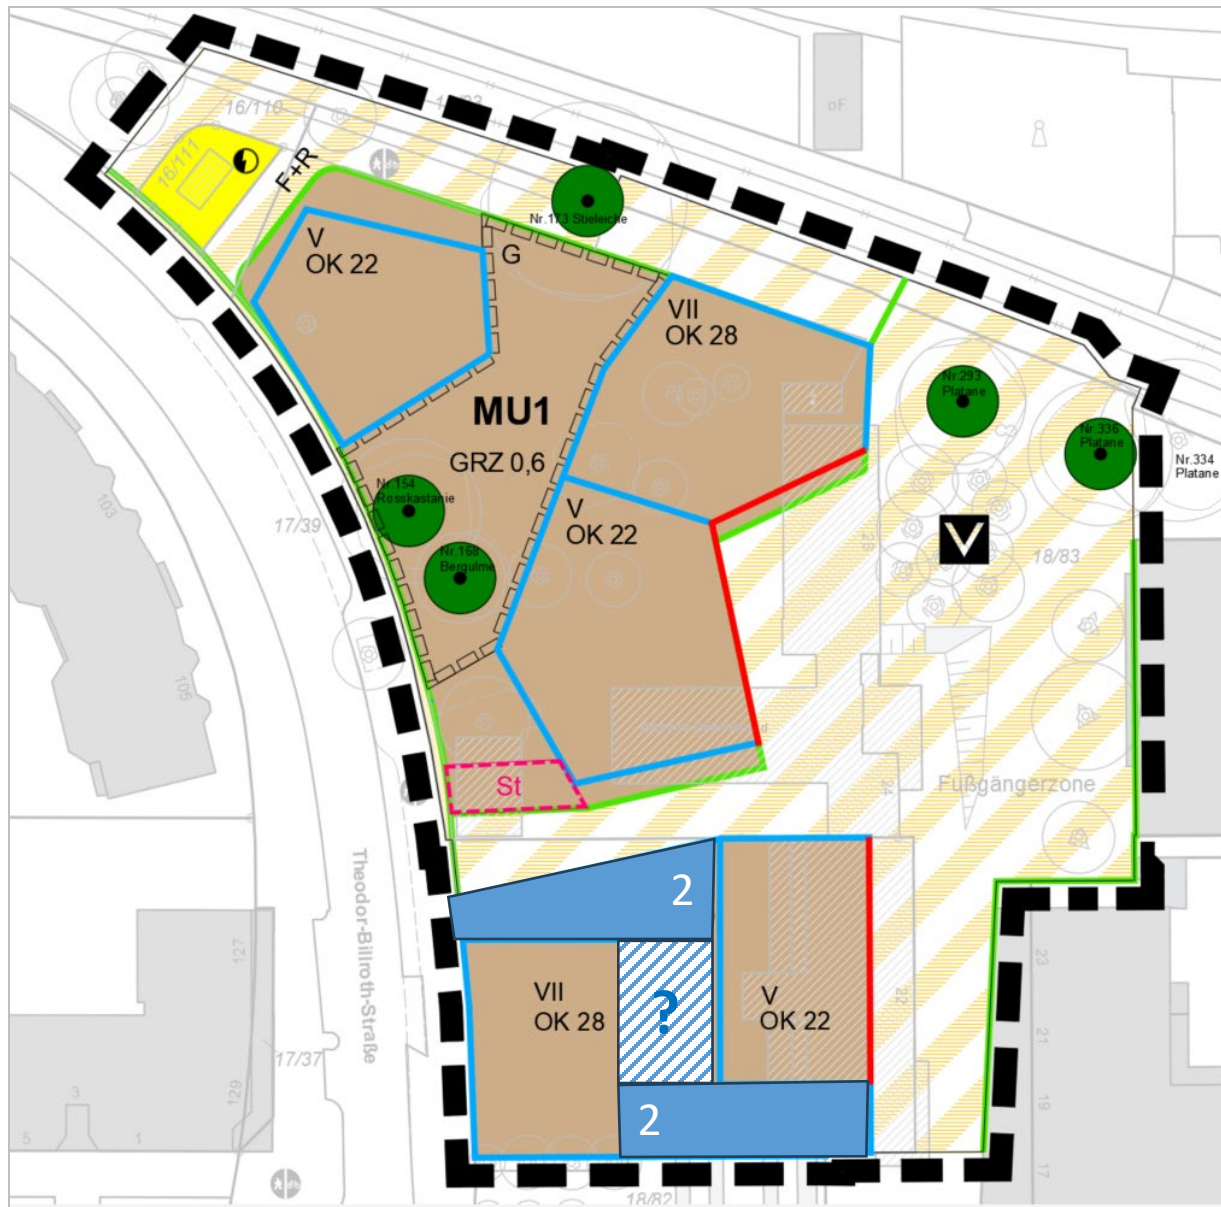 16/110
oF
16/111
F+R
Nr.173 Stieleiche
V
OK 22
G
VII
OK 28
Nr.293
Platane
Nr.336
Platane
Nr.334
Platane
MU1
GRZ 0,6
Nr.154
Rosskastanie
17/39
103
V
OK 22
25
18/83
Nr.168
Bergulme
105
St
24
Fußgängerzone
Theodor-Billroth-Straße
2
127
23
VII
OK 28
?
V
OK 22
22
21
17/37
129
3
5
1
2
19
17
18/82